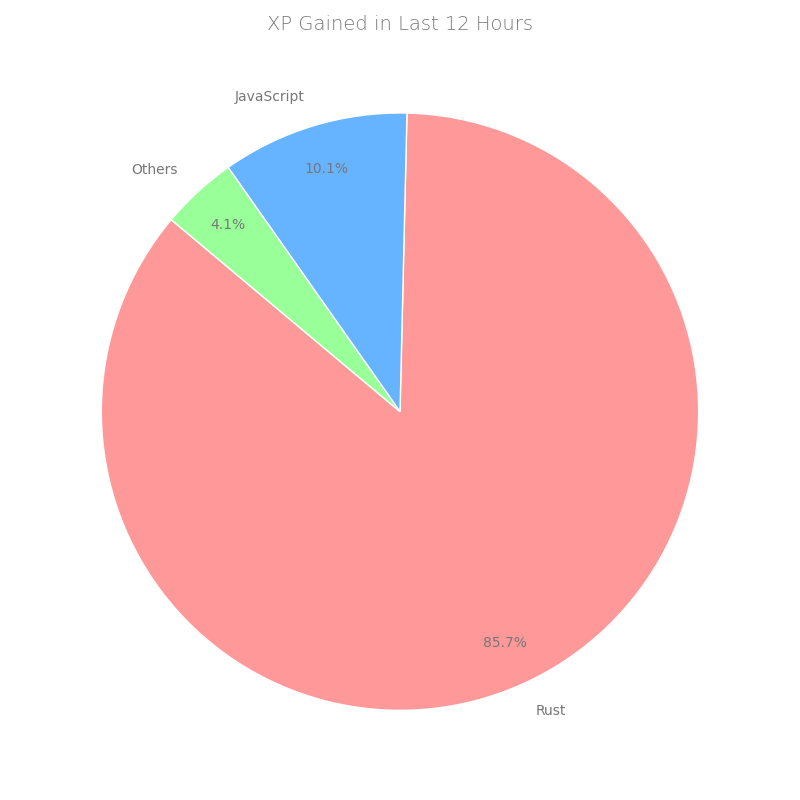 XP Gained in Last 12 Hours
JavaScript
10.1%
Others
4.1%
85.7%
Rust